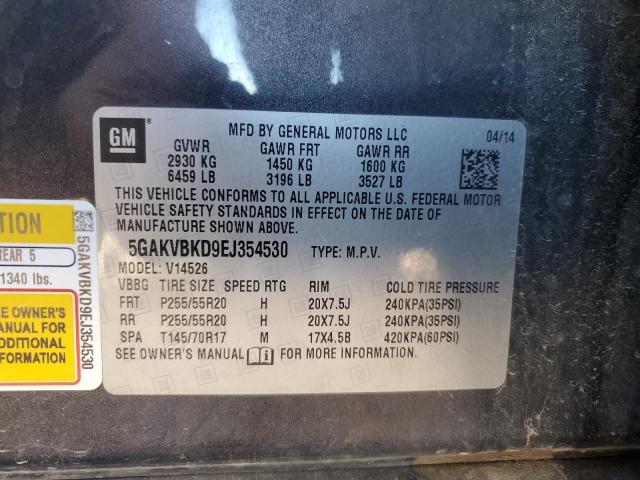 GM
MFD BY GENERAL MOTORS LLC 04/14
GVWR GAWR FRT GAWR RR
2930 KG 1450 KG 1600 KG
6459 LB 3196 LB 3527 LB
THIS VEHICLE CONFORMS TO ALL APPLICABLE U.S. FEDERAL MOTOR
VEHICLE SAFETY STANDARDS IN EFFECT ON THE DATE OF
MANUFACTURE SHOWN ABOVE.
5GAKVBKD9EJ354530 TYPE: M.P.V.
MODEL: V14526
VBBG TIRE SIZE SPEED RTG RIM COLD TIRE PRESSURE
FRT P255/55R20 H 20X7.5J 240KPA(35PSI)
RR P255/55R20 H 20X7.5J 240KPA(35PSI)
SPA T145/70R17 M 17X4.5B 420KPA(60PSI)
SEE OWNER'S MANUAL FOR MORE INFORMATION.
TION
REAR 5
1340 lbs.
SEE OWNER'S
MANUAL FOR
ADDITIONAL
INFORMATION
5GAKVBKD9EJ354530